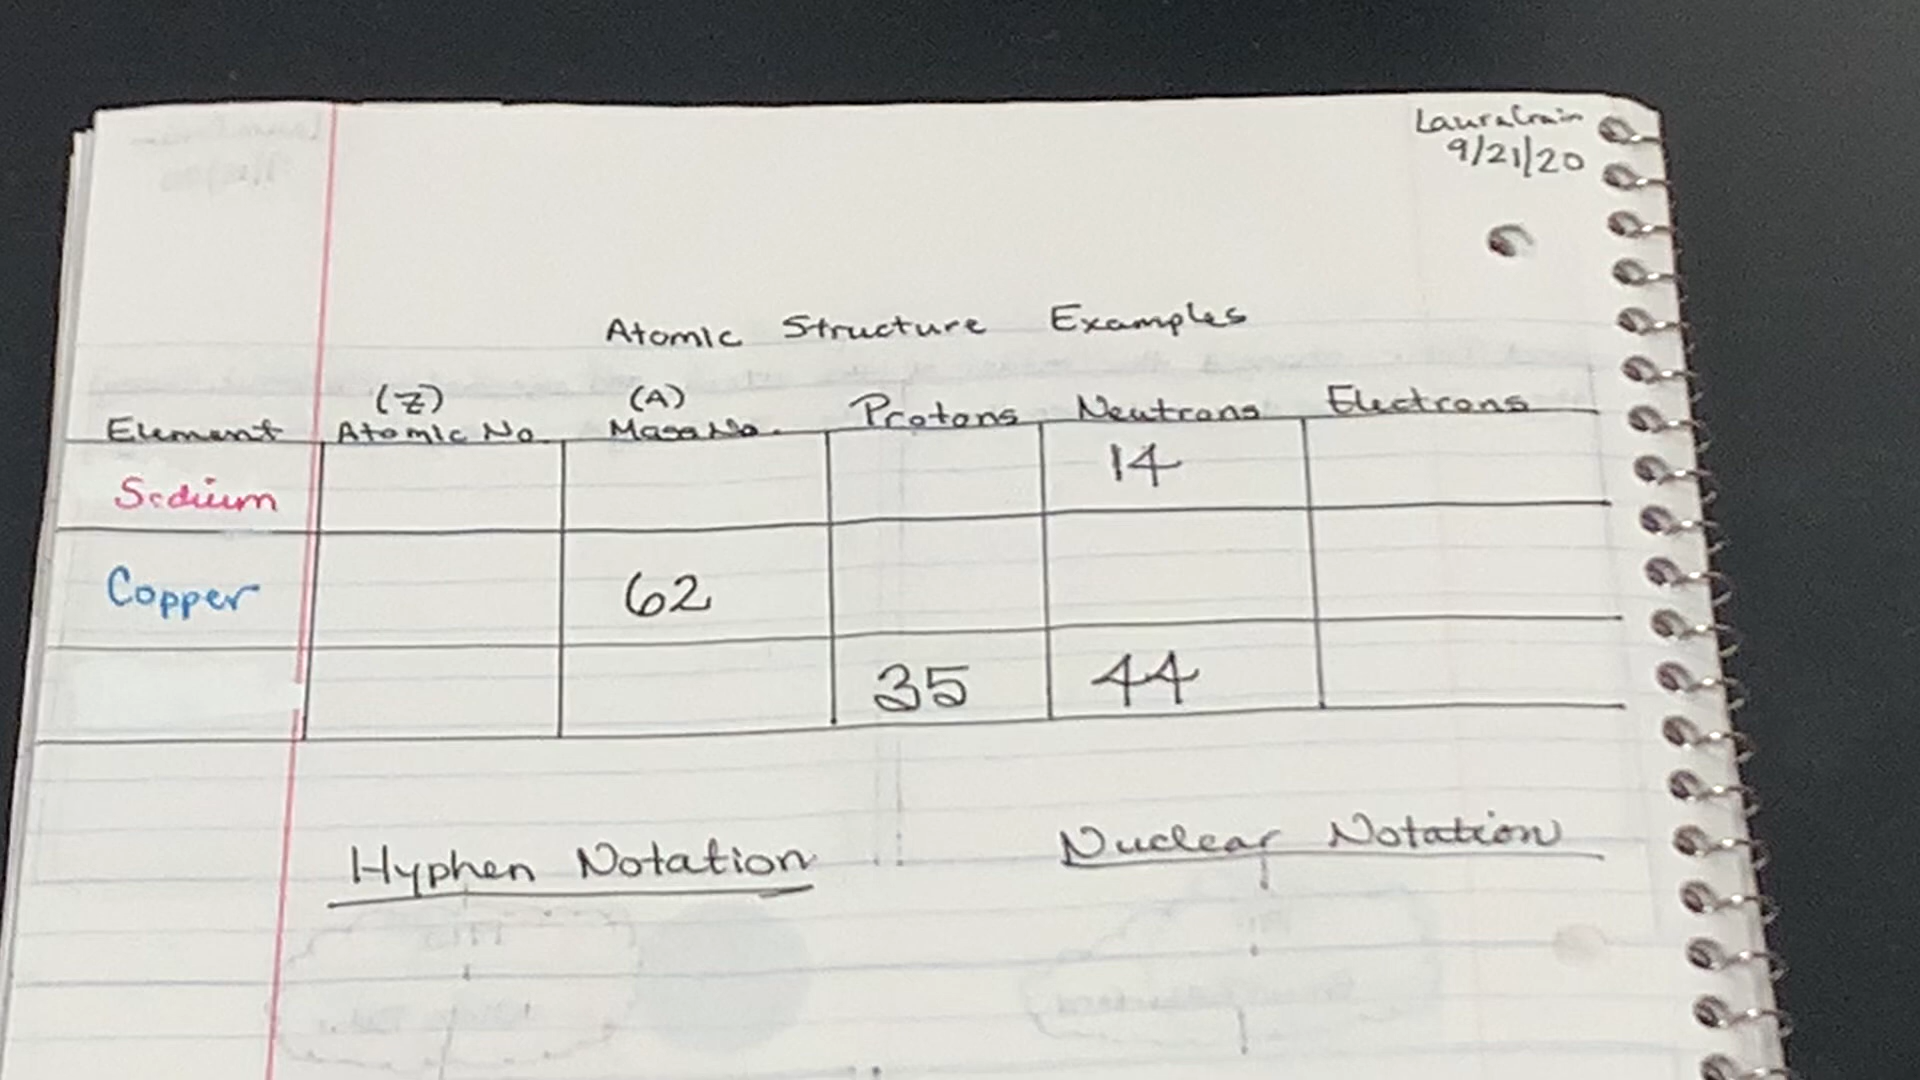 Laura Crain
9/21/20
Atomic Structure Examples
(Z) (A)
Element Atomic No. Mass No. Protons Neutrons Electrons
Sodium 14
Copper 62
35 44
Hyphen Notation Nuclear Notation